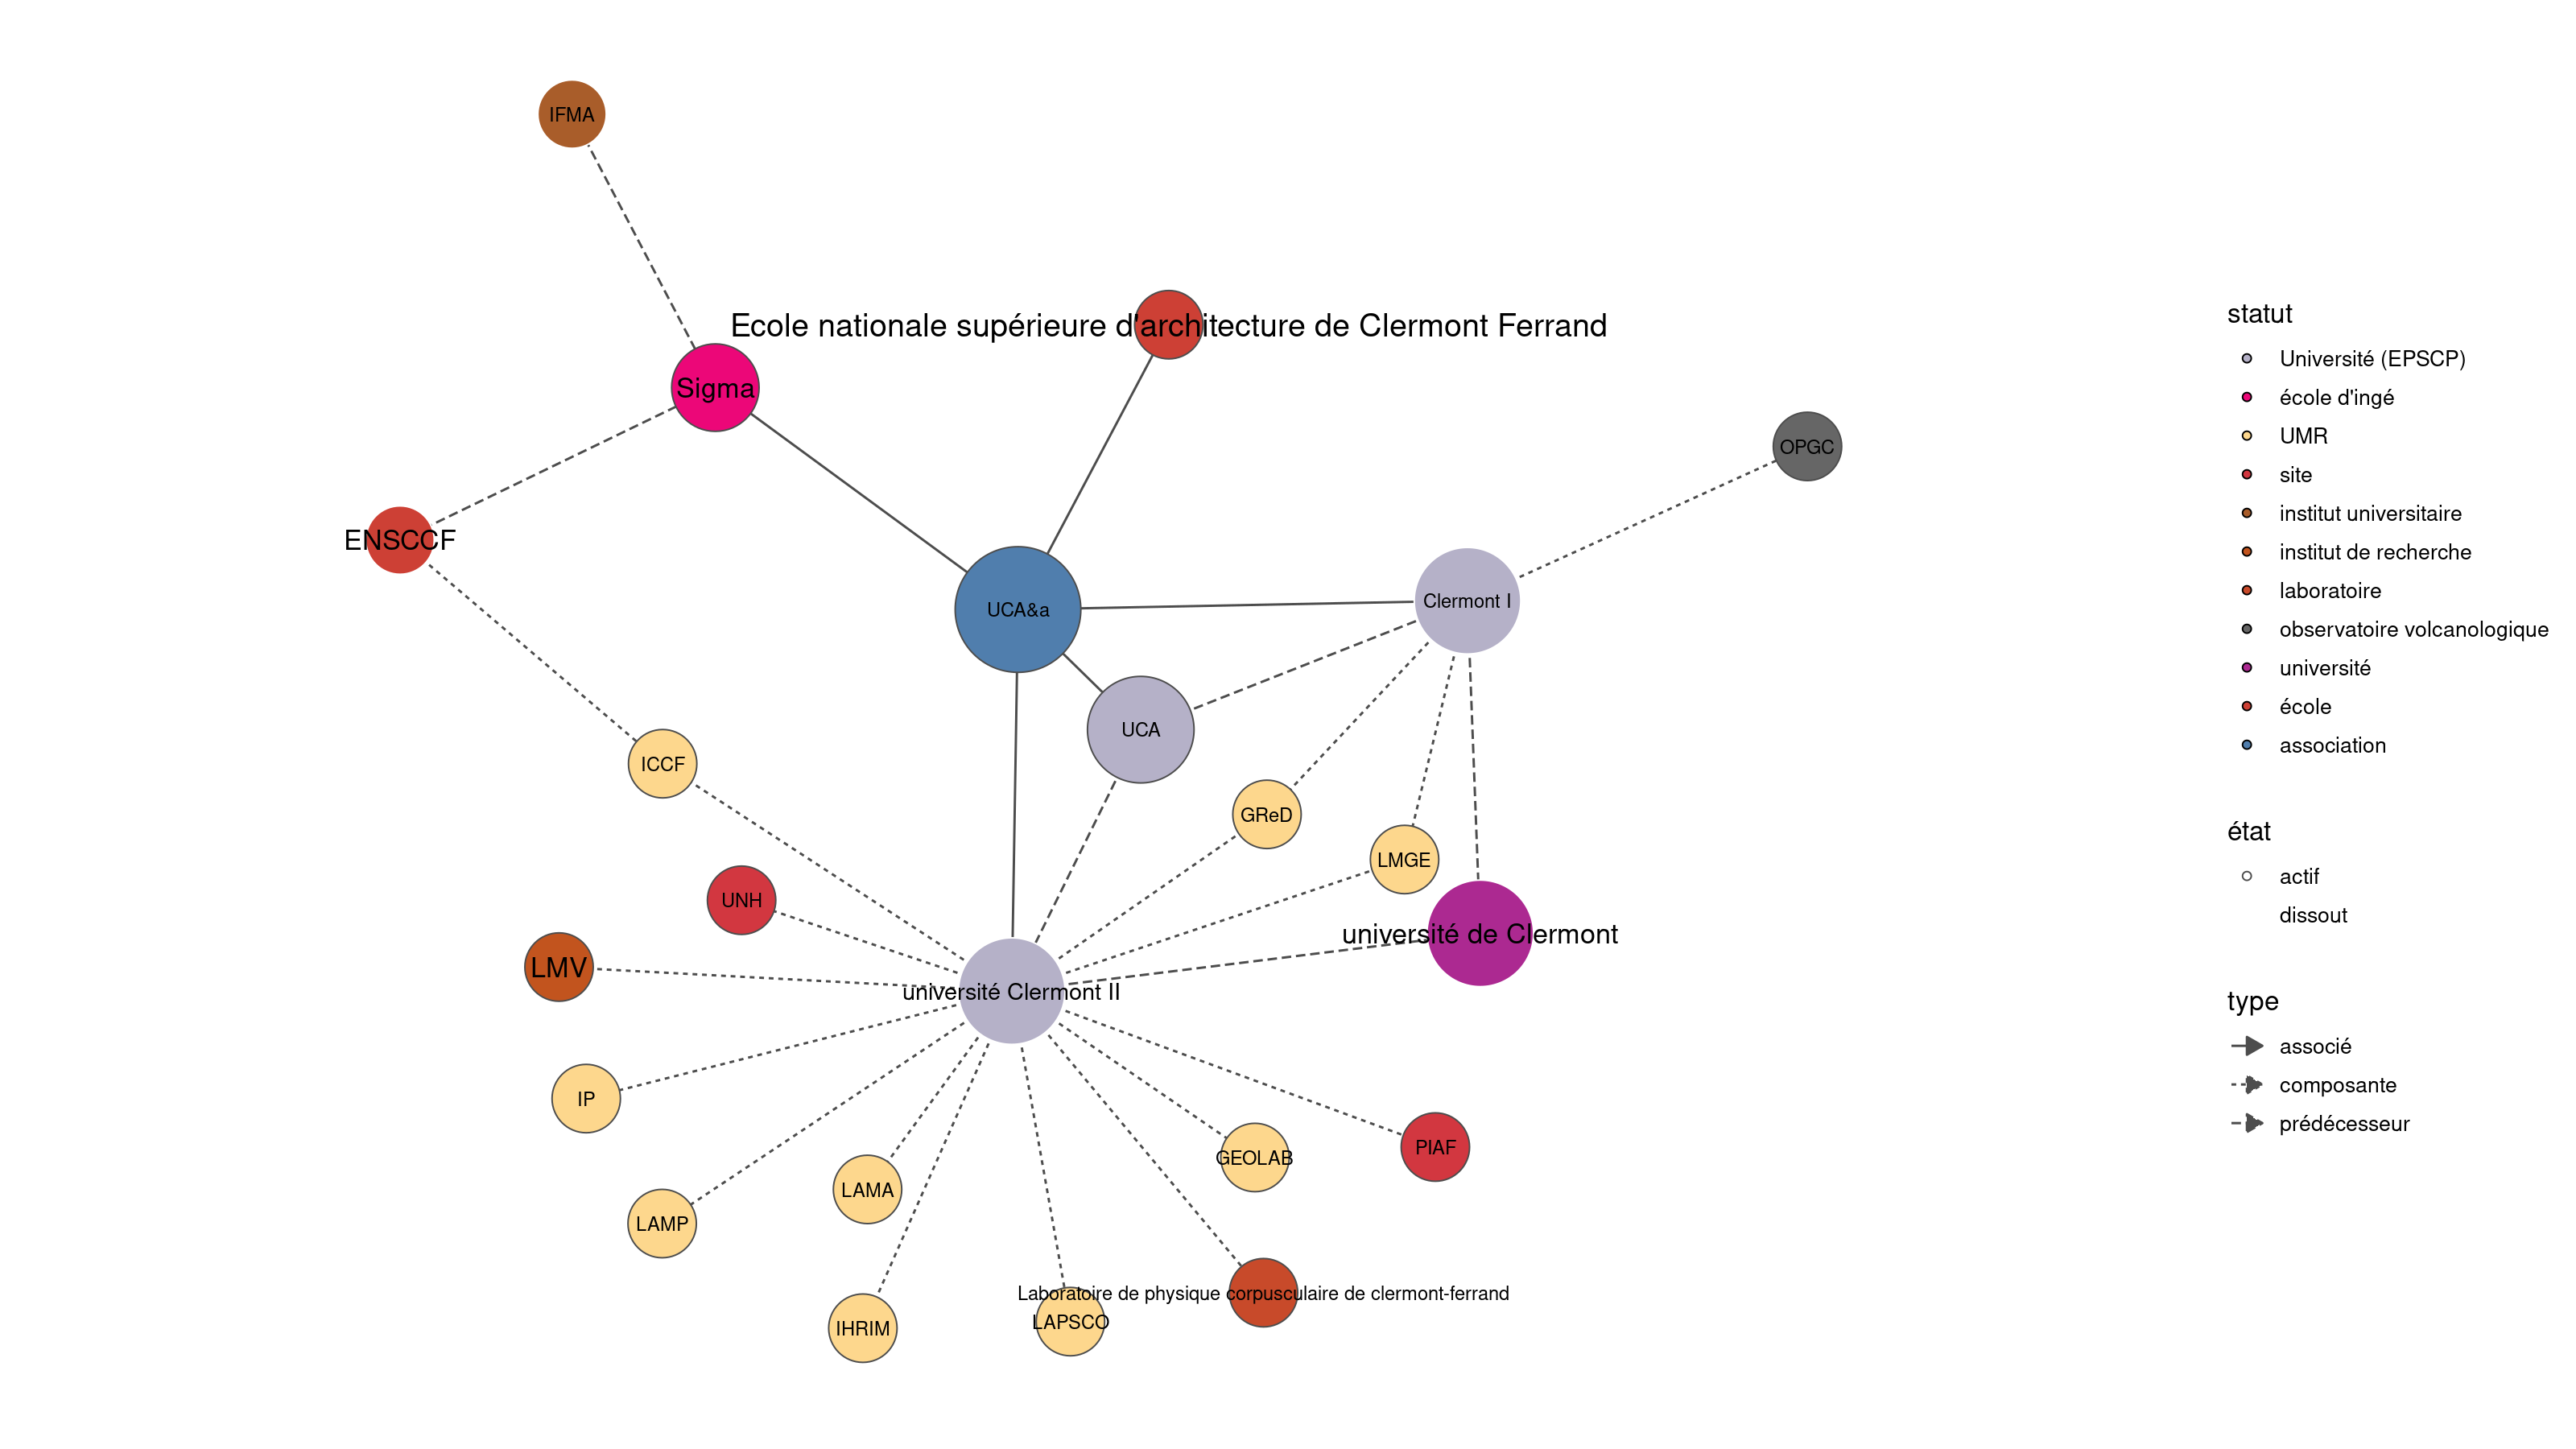 IFMA
Ecole nationale supérieure d'architecture de Clermont Ferrand
Sigma
OPGC
ENSCCF
UCA&a
Clermont I
UCA
ICCF
GReD
LMGE
UNH
université de Clermont
LMV
université Clermont II
IP
PIAF
GEOLAB
LAMA
LAMP
Laboratoire de physique corpusculaire de clermont-ferrand
LAPSCO
IHRIM
statut
Université (EPSCP)
école d'ingé
UMR
site
institut universitaire
institut de recherche
laboratoire
observatoire volcanologique
université
école
association
état
actif
dissout
type
associé
composante
prédécesseur